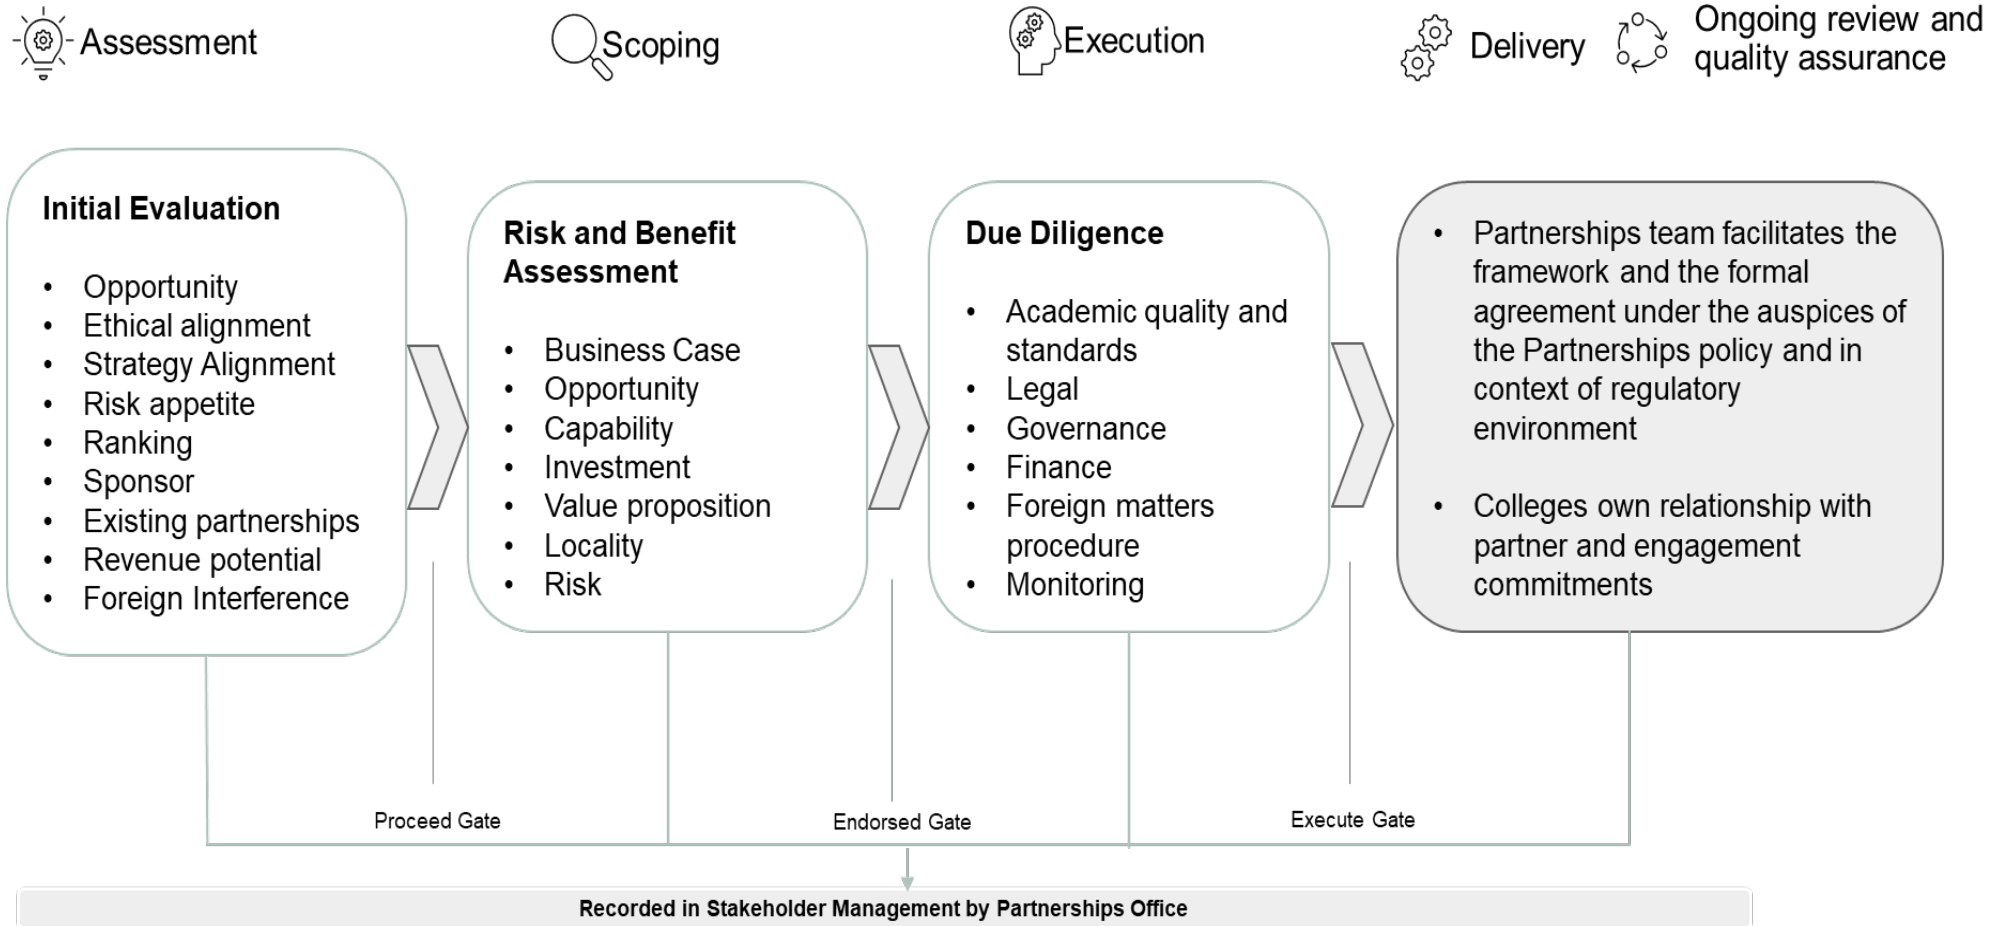 Assessment
Scoping
Execution
Delivery
Ongoing review and
quality assurance
Initial Evaluation
• Opportunity
• Ethical alignment
• Strategy Alignment
• Risk appetite
• Ranking
• Sponsor
• Existing partnerships
• Revenue potential
• Foreign Interference
Risk and Benefit
Assessment
• Business Case
• Opportunity
• Capability
• Investment
• Value proposition
• Locality
• Risk
Due Diligence
• Academic quality and
standards
• Legal
• Governance
• Finance
• Foreign matters
procedure
• Monitoring
• Partnerships team facilitates the
framework and the formal
agreement under the auspices of
the Partnerships policy and in
context of regulatory
environment
• Colleges own relationship with
partner and engagement
commitments
Proceed Gate
Endorsed Gate
Execute Gate
Recorded in Stakeholder Management by Partnerships Office